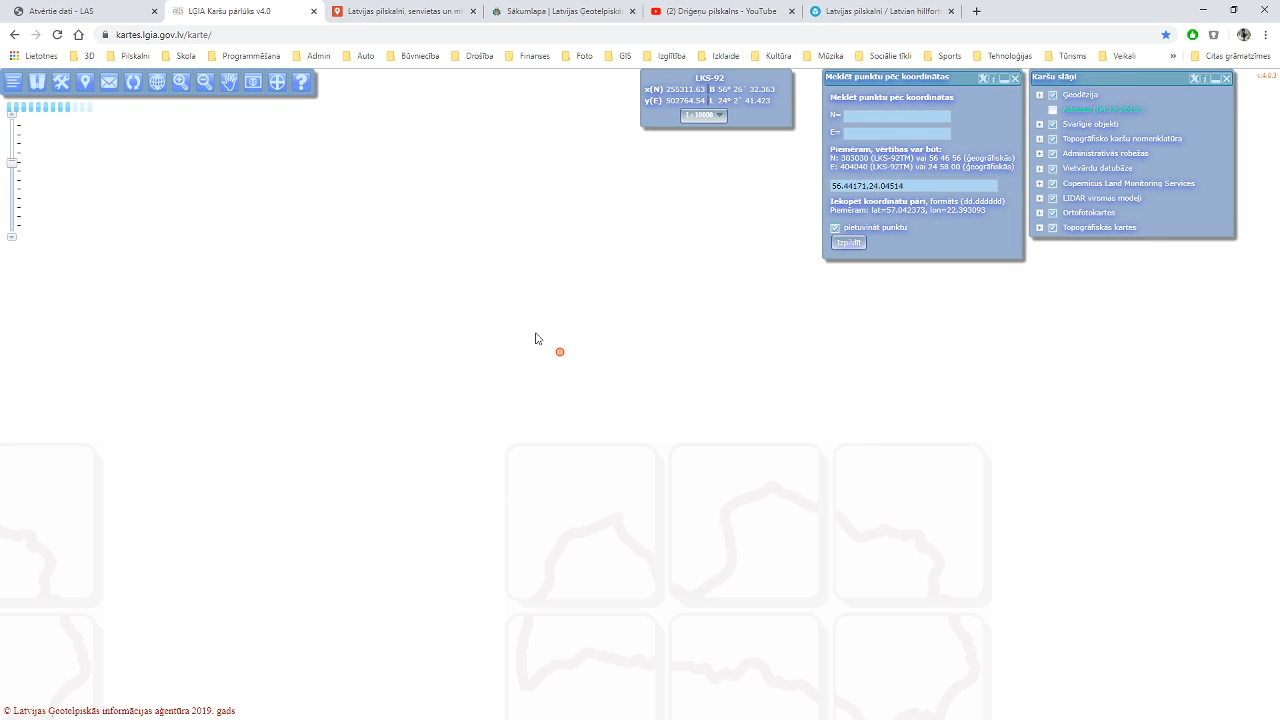 Atvērtie dati - LAS
LĢIA Karšu pārlūks v4.0
Latvijas pilskalni, senvietas un mi
Sākumlapa | Latvijas Ģeotelpiskā
(2) Driģeņu pilskalns - YouTube
Latvijas pilskalni / Latvian hillfort
kartes.lgia.gov.lv/karte/
Lietotnes
3D
Pilskalni
Skola
Programmēšana
Admin
Auto
Būvniecība
Drošība
Finanses
Foto
GIS
Izglītība
Izklaide
Kultūra
Mūzika
Sociālie tīkli
Sports
Tehnoloģijas
Tūrisms
Veikali
»
Citas grāmatzīmes
LKS-92
x(N) 255311.63 B 56° 26` 32.363
y(E) 502764.54 L 24° 2` 41.423
1 : 10000
Meklēt punktu pēc koordinātas
Meklēt punktu pēc koordinātas
N=
E=
Piemēram, vērtības var būt:
N: 303030 (LKS-92TM) vai 56 46 56 (ģeogrāfiskās)
E: 404040 (LKS-92TM) vai 24 58 00 (ģeogrāfiskās)
56.44171,24.04514
Iekopēt koordinātu pāri, formāts (dd.dddddd)
Piemēram: lat=57.042373, lon=22.393093
pietuvināt punktu
Izpildīt
Karšu slāņi
v.4.0.3
Ģeodēzija
Svarīgie objekti
Topogrāfisko karšu nomenklatūra
Administratīvās robežas
Vietvārdu datubāze
Copernicus Land Monitoring Services
LIDAR virsmas modeļi
Ortofotokartes
Topogrāfiskās kartes
© Latvijas Ģeotelpiskās informācijas aģentūra 2019. gads